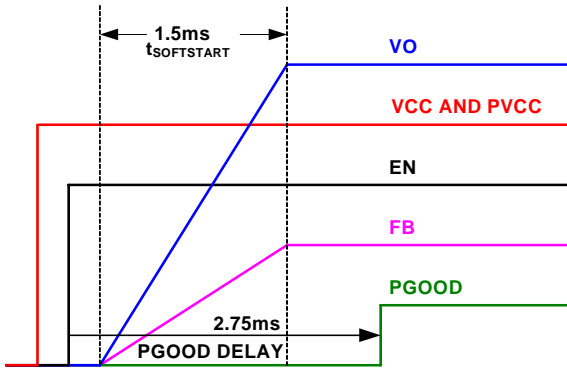 1.5ms
tSOFTSTART
VO
VCC AND PVCC
EN
FB
PGOOD
2.75ms
PGOOD DELAY